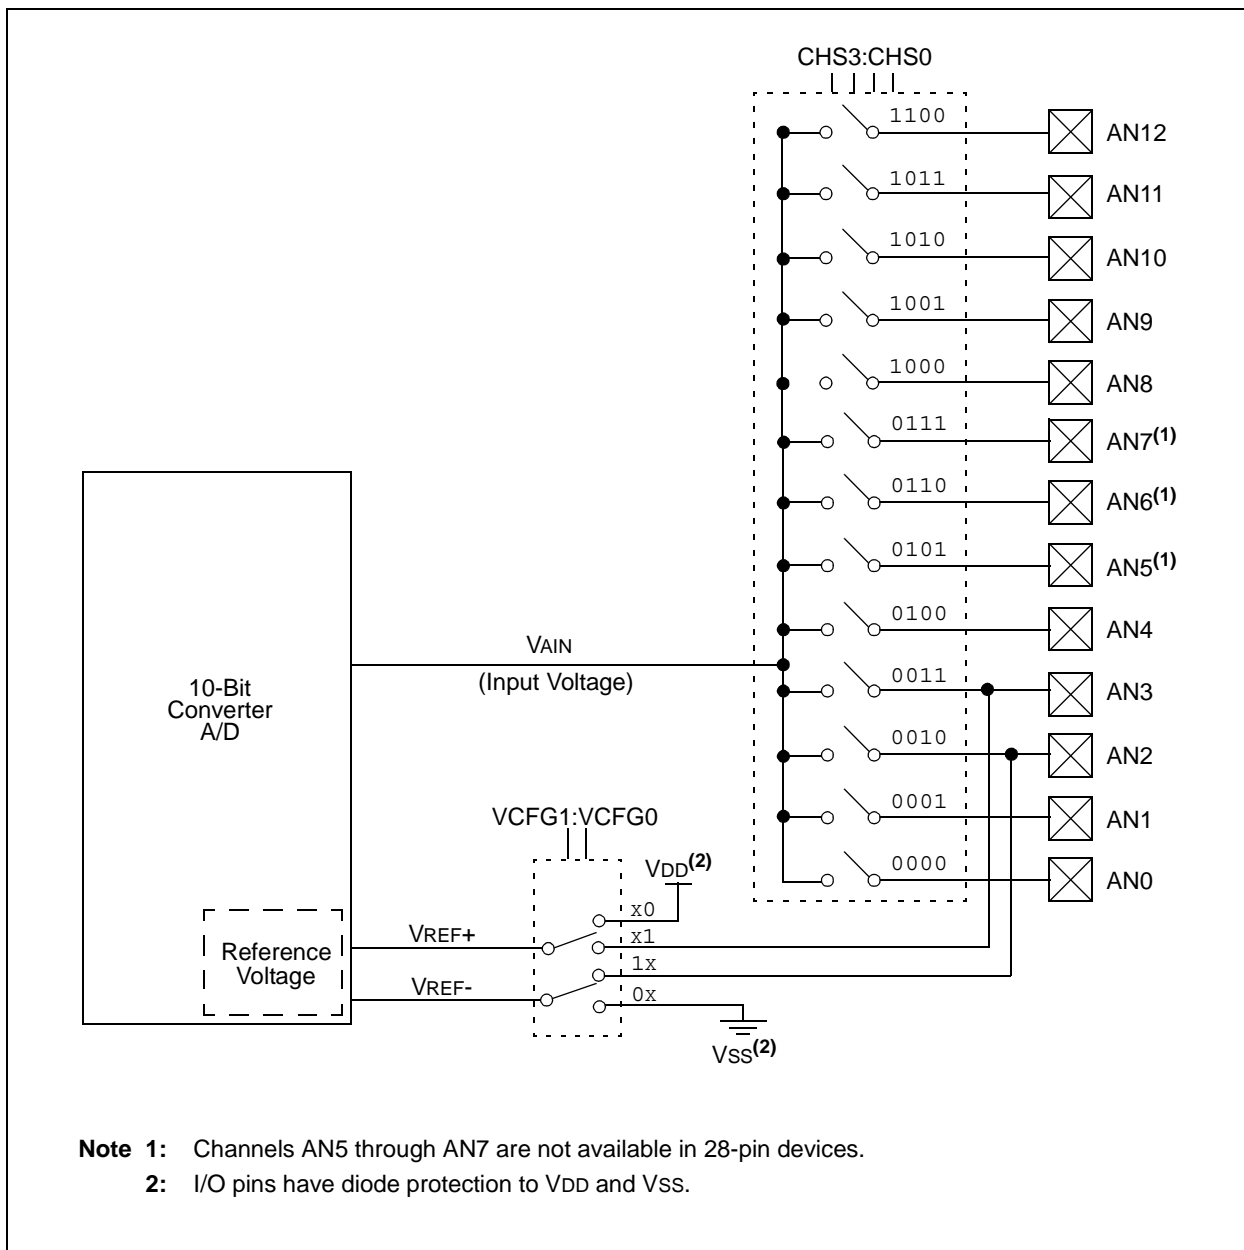 CHS3:CHS0
1100
AN12
1011
AN11
1010
AN10
1001
AN9
1000
AN8
0111
AN7(1)
0110
AN6(1)
0101
AN5(1)
0100
AN4
VAIN
(Input Voltage)
0011
AN3
10-Bit
Converter
A/D
0010
AN2
0001
AN1
VCFG1:VCFG0
0000
AN0
VDD(2)
x0
VREF+
x1
Reference
Voltage
1x
VREF-
0x
VSS(2)
Note 1: Channels AN5 through AN7 are not available in 28-pin devices.
2: I/O pins have diode protection to VDD and VSS.